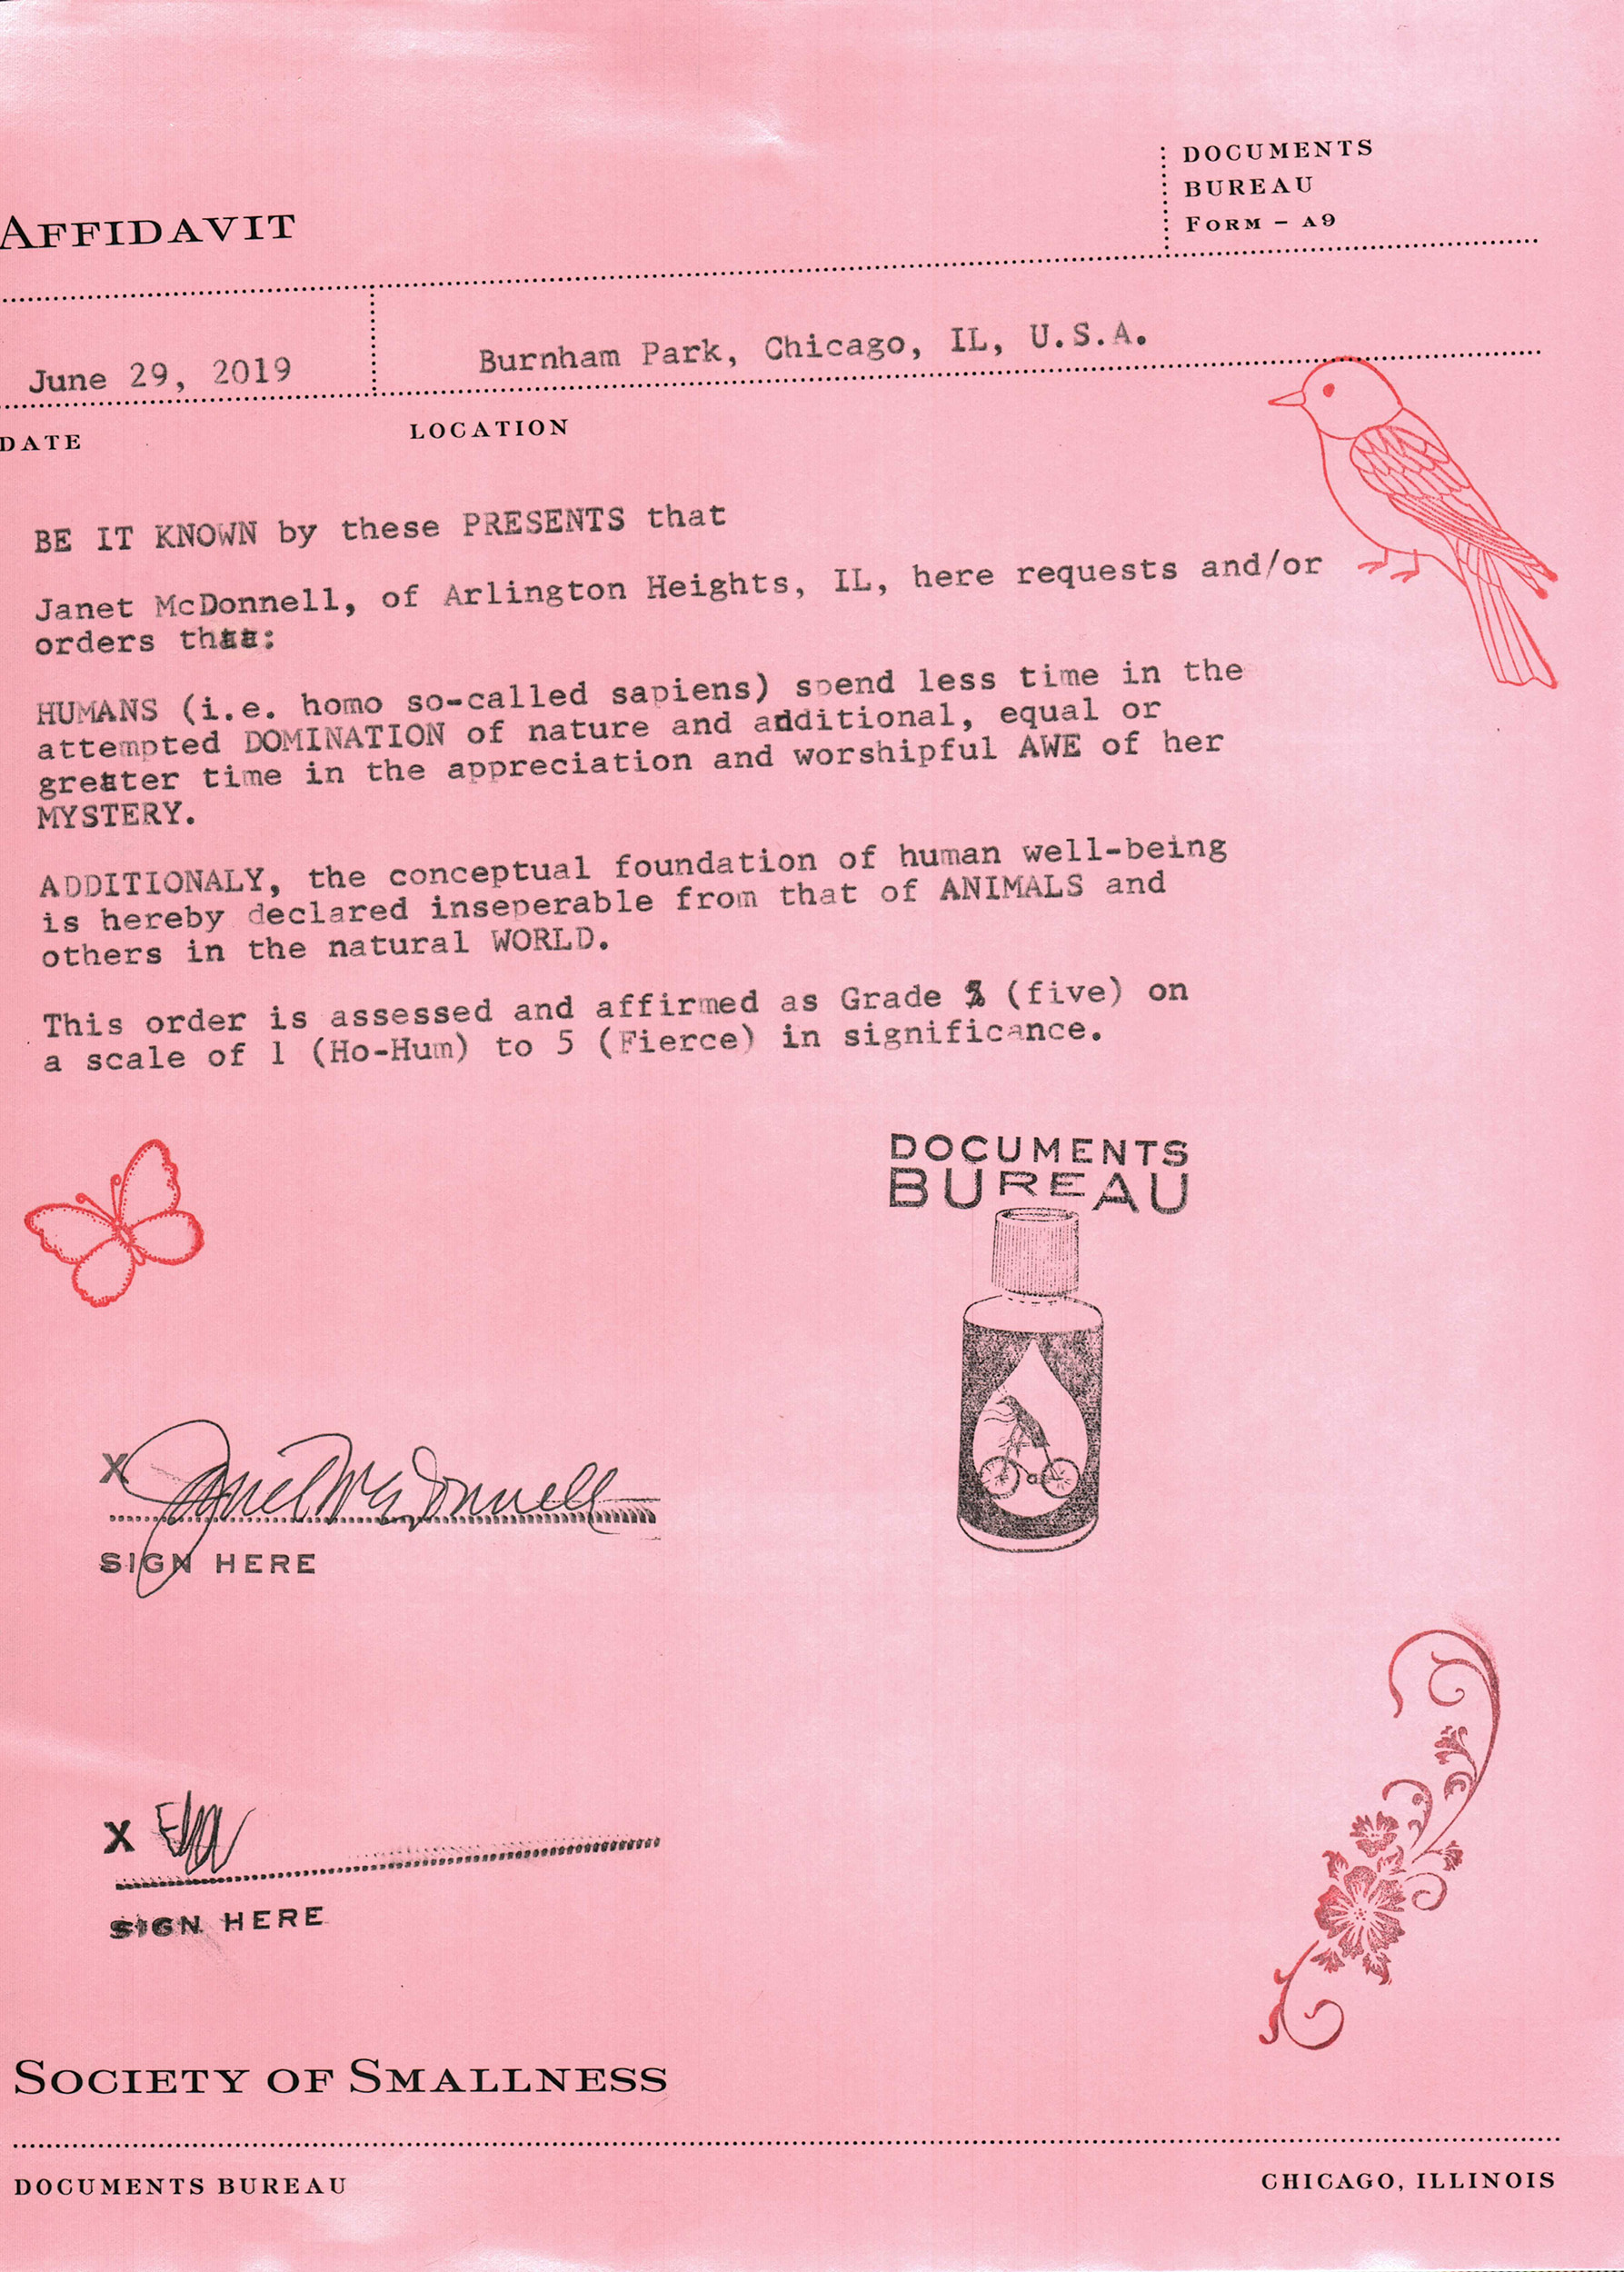 DOCUMENTS
BUREAU
FORM – A9
AFFIDAVIT
June 29, 2019
Burnham Park, Chicago, IL, U.S.A.
DATE
LOCATION
BE IT KNOWN by these PRESENTS that
Janet McDonnell, of Arlington Heights, IL, here requests and/or
orders that:
HUMANS (i.e. homo so-called sapiens) spend less time in the
attempted DOMINATION of nature and additional, equal or
greater time in the appreciation and worshipful AWE of her
MYSTERY.
ADDITIONALY, the conceptual foundation of human well-being
is hereby declared inseperable from that of ANIMALS and
others in the natural WORLD.
This order is assessed and affirmed as Grade 5 (five) on
a scale of 1 (Ho-Hum) to 5 (Fierce) in significance.
DOCUMENTS
BUREAU
X Janet McDonnell
SIGN HERE
X
SIGN HERE
SOCIETY OF SMALLNESS
DOCUMENTS BUREAU
CHICAGO, ILLINOIS